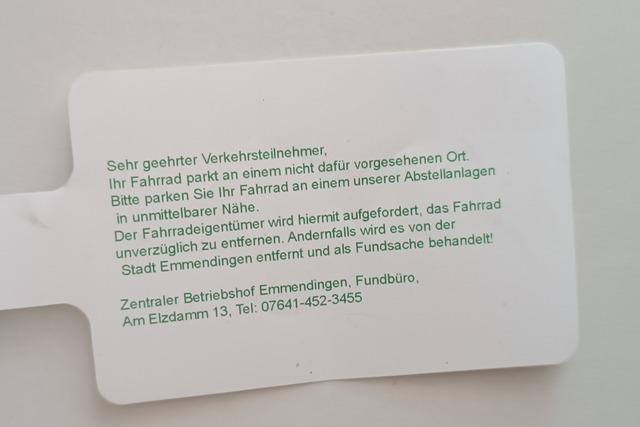 Sehr geehrter Verkehrsteilnehmer,
Ihr Fahrrad parkt an einem nicht dafür vorgesehenen Ort.
Bitte parken Sie Ihr Fahrrad an einem unserer Abstellanlagen
in unmittelbarer Nähe.
Der Fahrradeigentümer wird hiermit aufgefordert, das Fahrrad
unverzüglich zu entfernen. Andernfalls wird es von der
Stadt Emmendingen entfernt und als Fundsache behandelt!
Zentraler Betriebshof Emmendingen, Fundbüro,
Am Elzdamm 13, Tel: 07641-452-3455